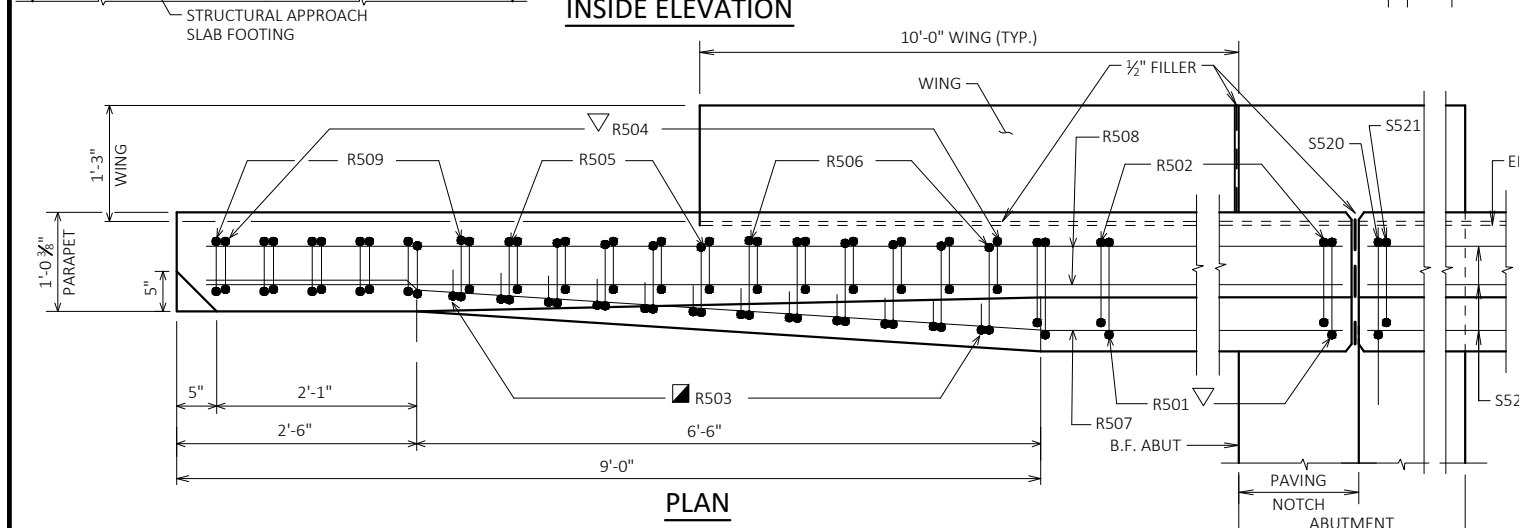 STRUCTURAL APPROACH
SLAB FOOTING
INSIDE ELEVATION
10'-0" WING (TYP.)
½" FILLER
WING
R504
R508
S521
S520
R509
R505
R506
R502
1'-3"
WING
1'-0 ⅜"
PARAPET
5"
5"
2'-1"
R503
R501
2'-6"
6'-6"
R507
B.F. ABUT
9'-0"
PLAN
PAVING
NOTCH
ABUTMENT